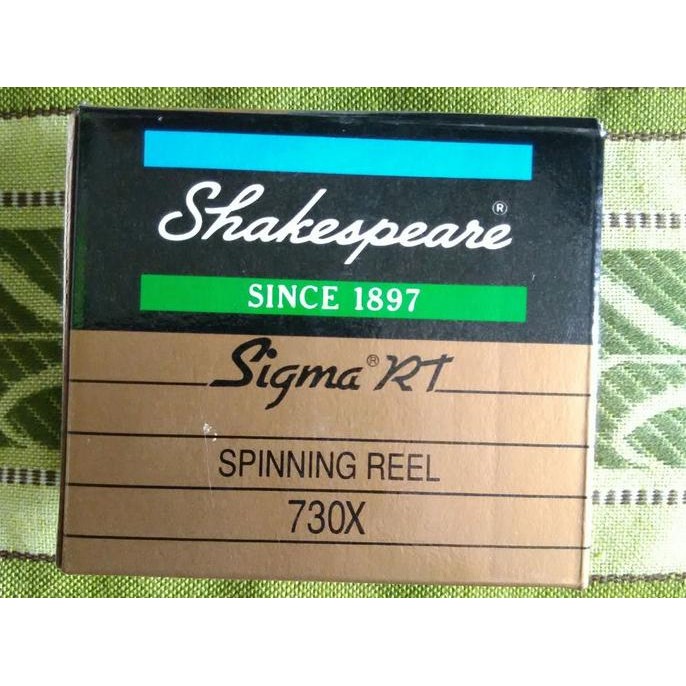 Shakespeare®
SINCE 1897
Sigma® RT
SPINNING REEL
730X